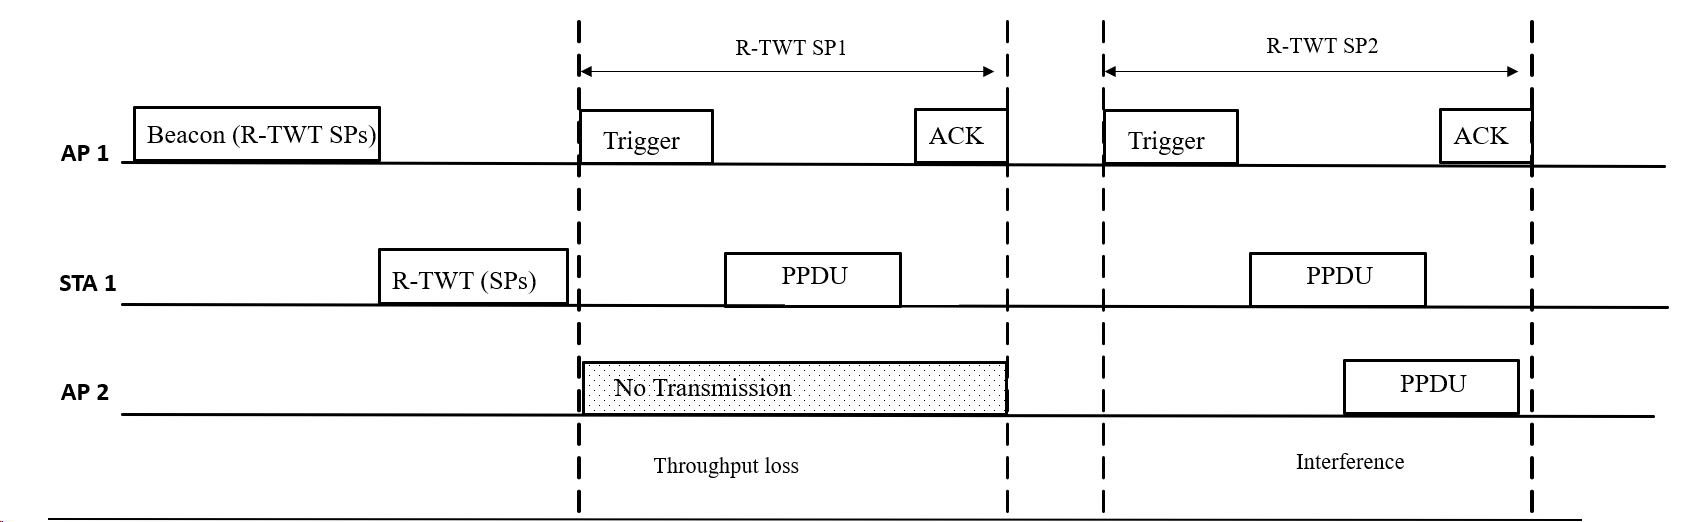 R-TWT SP1
R-TWT SP2
AP 1
Beacon (R-TWT SPs)
Trigger
ACK
Trigger
ACK
STA 1
R-TWT (SPs)
PPDU
PPDU
AP 2
No Transmission
PPDU
Throughput loss
Interference